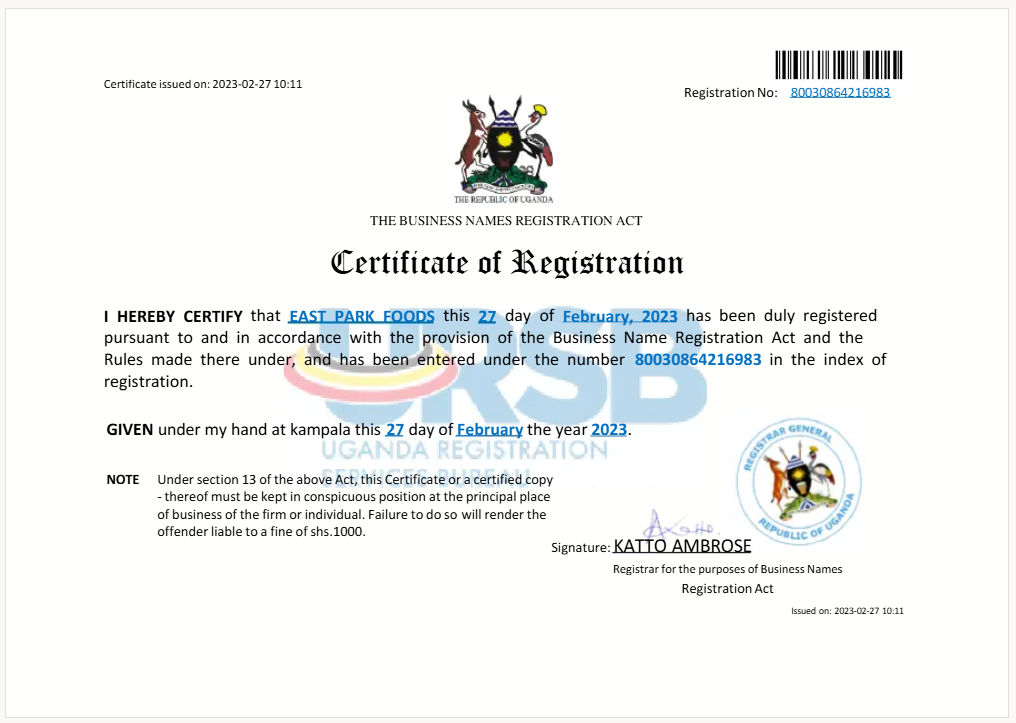 Certificate issued on: 2023-02-27 10:11
Registration No: 80030864216983
THE REPUBLIC OF UGANDA
THE BUSINESS NAMES REGISTRATION ACT
Certificate of Registration
I HEREBY CERTIFY that EAST PARK FOODS this 27 day of February, 2023 has been duly registered
pursuant to and in accordance with the provision of the Business Name Registration Act and the
Rules made there under, and has been entered under the number 80030864216983 in the index of
registration.
URSB
GIVEN under my hand at kampala this 27 day of February the year 2023.
UGANDA REGISTRATION
SERVICES BUREAU
NOTE Under section 13 of the above Act, this Certificate or a certified copy
- thereof must be kept in conspicuous position at the principal place
of business of the firm or individual. Failure to do so will render the
offender liable to a fine of shs.1000.
REGISTRAR GENERAL
REPUBLIC OF UGANDA
Signature: KATTO AMBROSE
Registrar for the purposes of Business Names
Registration Act
Issued on: 2023-02-27 10:11